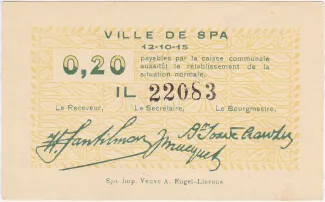 VILLE DE SPA
12-10-15
0,20
payables par la caisse communale
aussitôt le rétablissement de la
situation normale.
IL 22083
Le Receveur, Le Secrétaire, Le Bourgmestre,
Spa Imp. Veuve A. Engel-Lievens